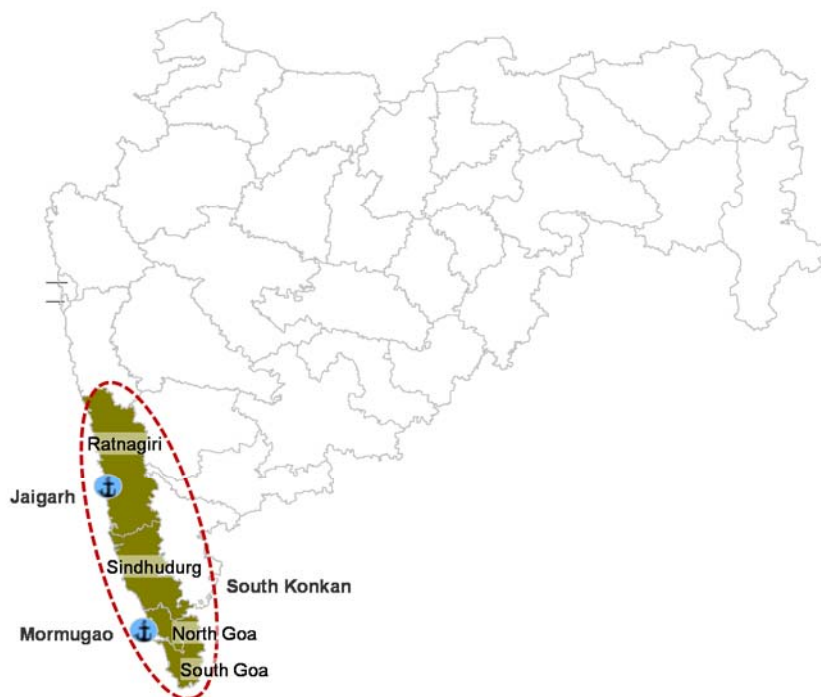 Ratnagiri
Jaigarh
Sindhudurg
South Konkan
Mormugao
North Goa
South Goa